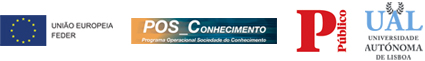 UNIÃO EUROPEIA
FEDER
POS_CONHECIMENTO
Programa Operacional Sociedade do Conhecimento
P
Público
UAL
UNIVERSIDADE
AUTÓNOMA
DE LISBOA